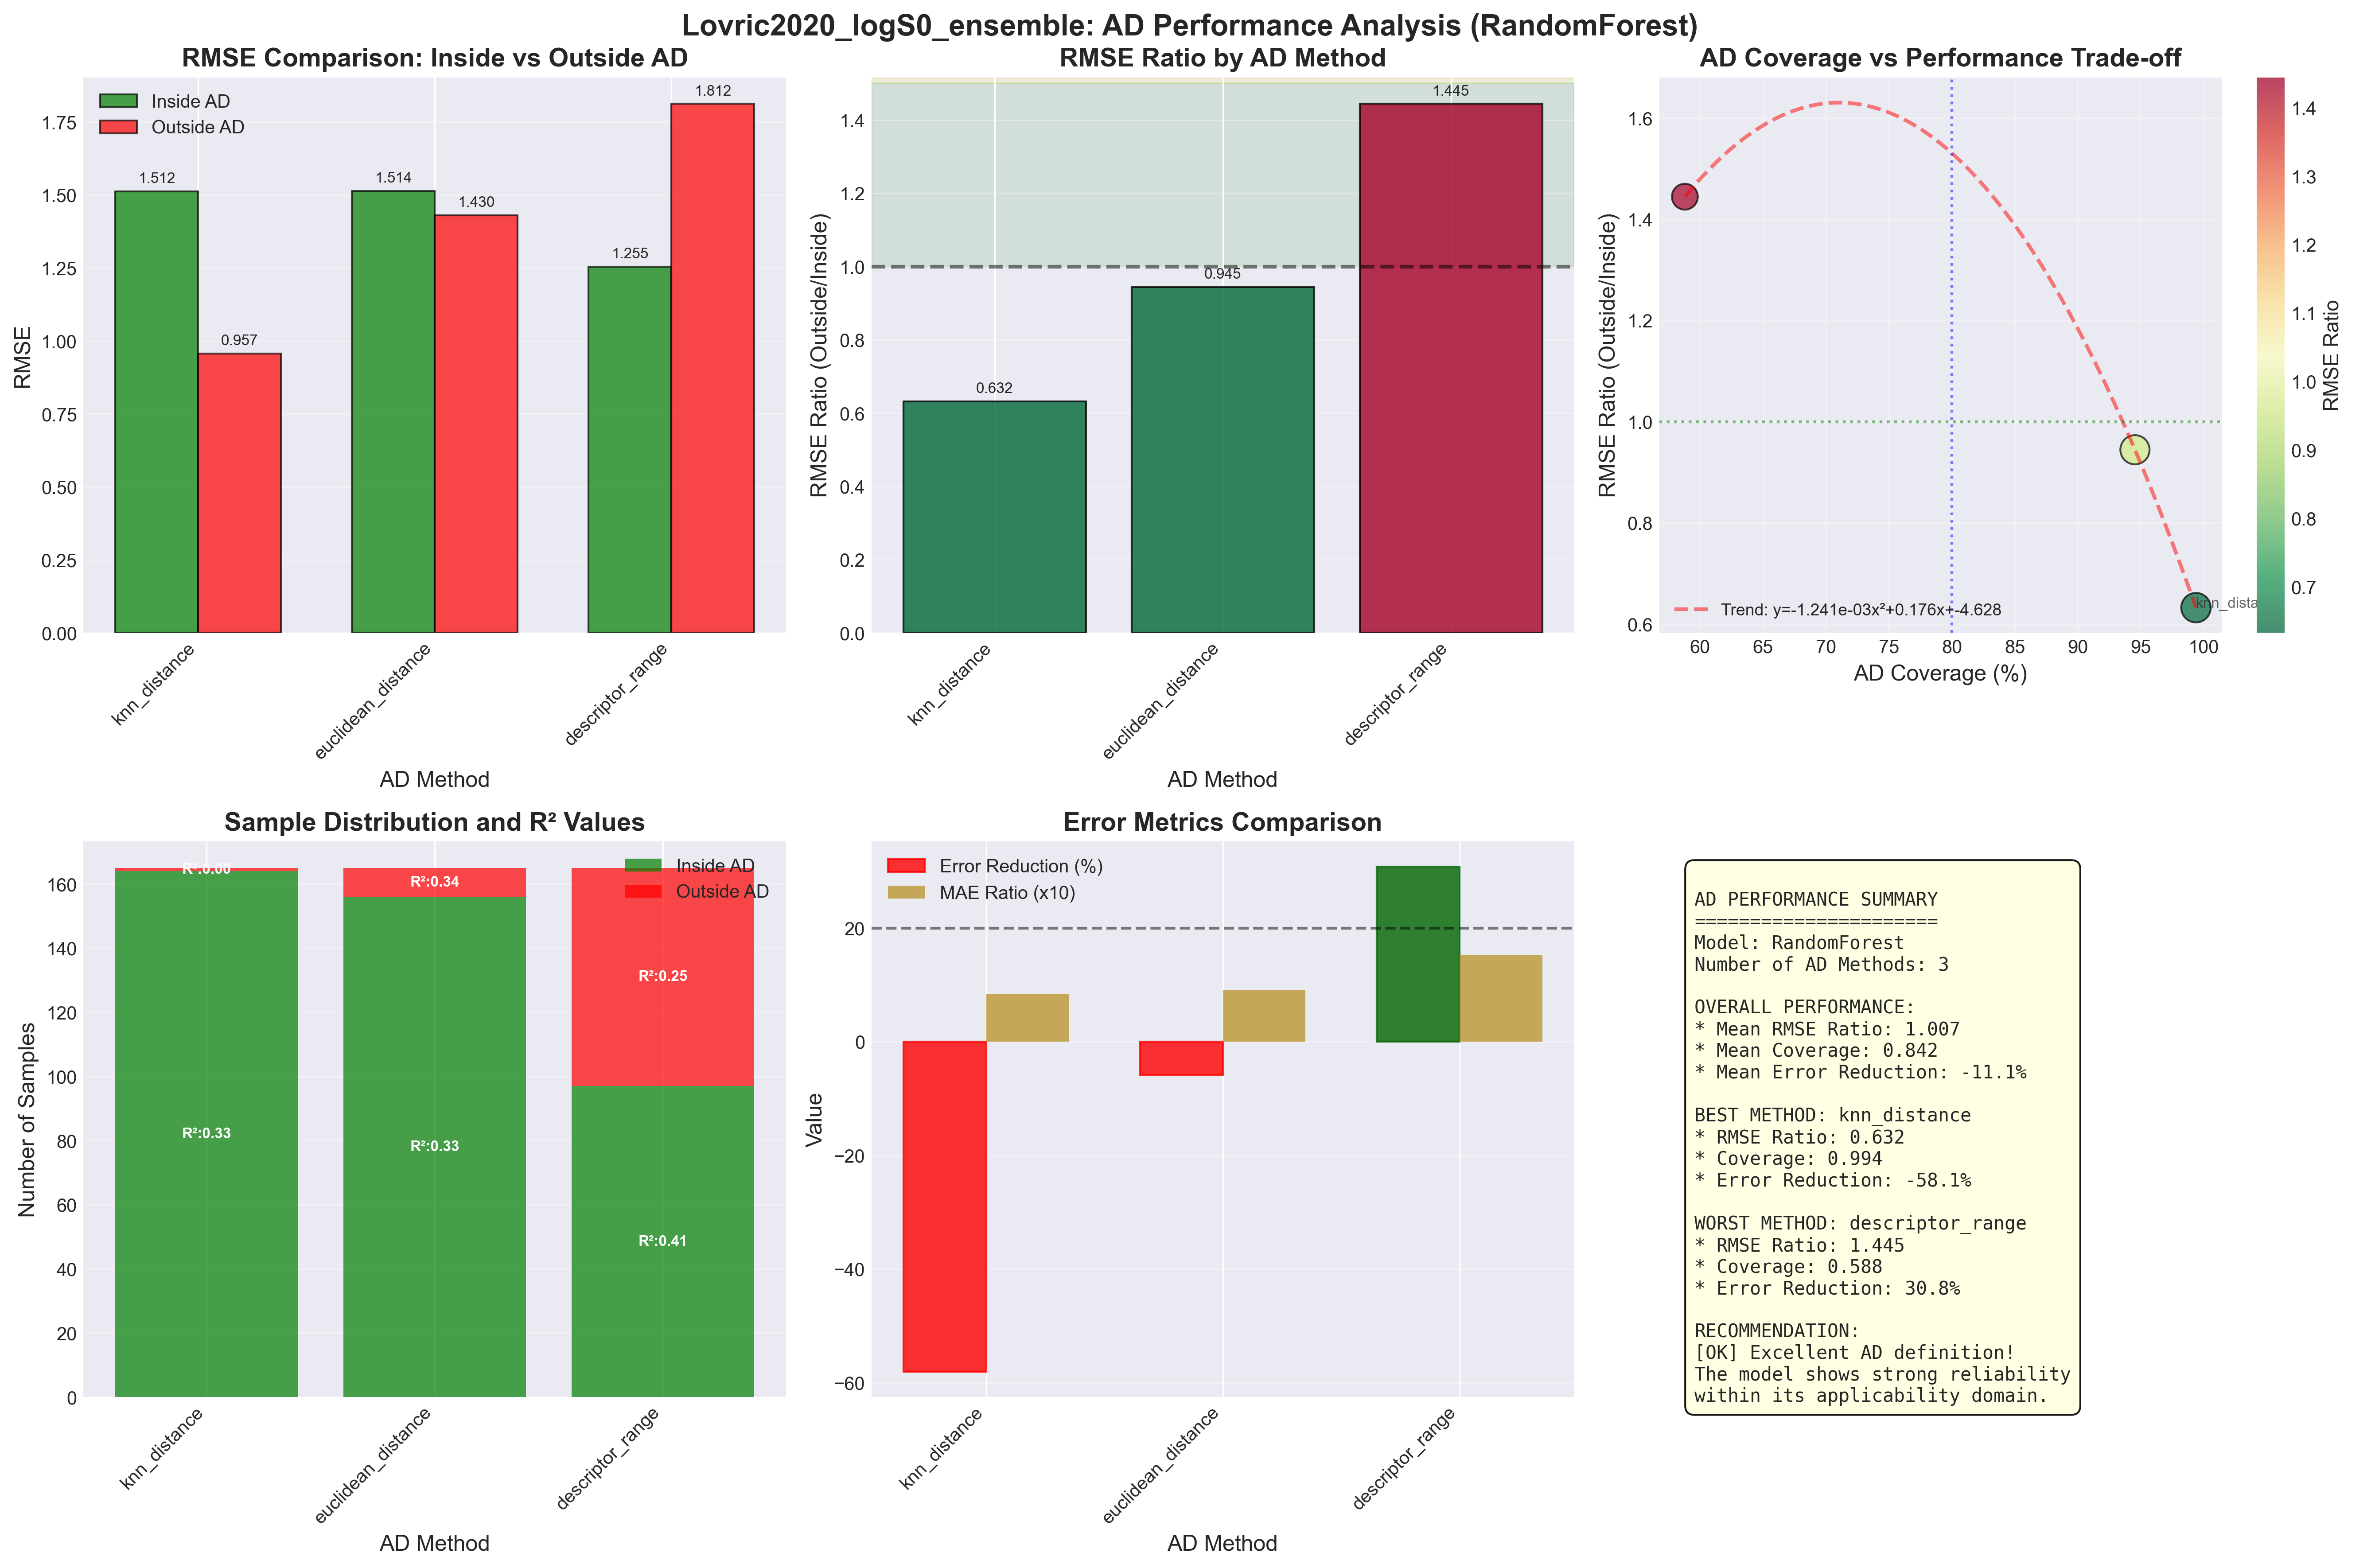 Lovric2020_logS0_ensemble: AD Performance Analysis (RandomForest)
RMSE Comparison: Inside vs Outside AD
Inside AD
Outside AD
1.512
0.957
1.514
1.430
1.255
1.812
RMSE
1.75
1.50
1.25
1.00
0.75
0.50
0.25
0.00
knn_distance
euclidean_distance
descriptor_range
AD Method
RMSE Ratio by AD Method
0.632
0.945
1.445
RMSE Ratio (Outside/Inside)
1.4
1.2
1.0
0.8
0.6
0.4
0.2
0.0
knn_distance
euclidean_distance
descriptor_range
AD Method
AD Coverage vs Performance Trade-off
RMSE Ratio (Outside/Inside)
1.6
1.4
1.2
1.0
0.8
0.6
Trend: y=-1.241e-03x²+0.176x+-4.628
knn_dista
60
65
70
75
80
85
90
95
100
AD Coverage (%)
1.4
1.3
1.2
1.1
1.0
0.9
0.8
0.7
RMSE Ratio
Sample Distribution and R² Values
Inside AD
Outside AD
R²:0.00
R²:0.34
R²:0.25
R²:0.33
R²:0.33
R²:0.41
Number of Samples
160
140
120
100
80
60
40
20
0
knn_distance
euclidean_distance
descriptor_range
AD Method
Error Metrics Comparison
Error Reduction (%)
MAE Ratio (x10)
Value
20
0
−20
−40
−60
knn_distance
euclidean_distance
descriptor_range
AD Method
AD PERFORMANCE SUMMARY
======================
Model: RandomForest
Number of AD Methods: 3
OVERALL PERFORMANCE:
* Mean RMSE Ratio: 1.007
* Mean Coverage: 0.842
* Mean Error Reduction: -11.1%
BEST METHOD: knn_distance
* RMSE Ratio: 0.632
* Coverage: 0.994
* Error Reduction: -58.1%
WORST METHOD: descriptor_range
* RMSE Ratio: 1.445
* Coverage: 0.588
* Error Reduction: 30.8%
RECOMMENDATION:
[OK] Excellent AD definition!
The model shows strong reliability
within its applicability domain.